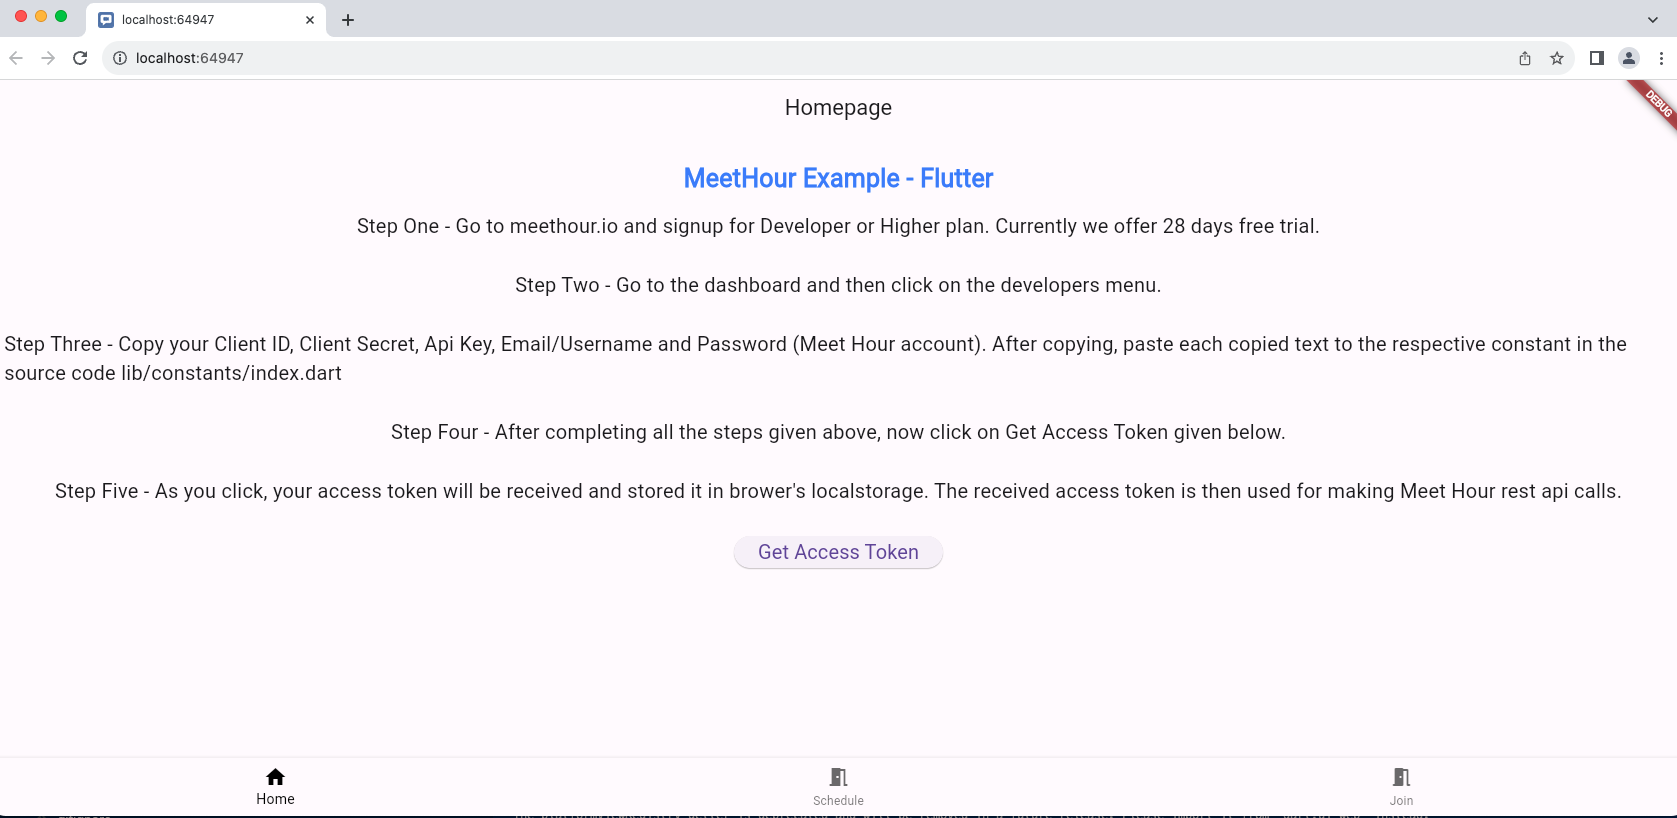 localhost:64947
localhost:64947
DEBUG
Homepage
MeetHour Example - Flutter
Step One - Go to meethour.io and signup for Developer or Higher plan. Currently we offer 28 days free trial.
Step Two - Go to the dashboard and then click on the developers menu.
Step Three - Copy your Client ID, Client Secret, Api Key, Email/Username and Password (Meet Hour account). After copying, paste each copied text to the respective constant in the
source code lib/constants/index.dart
Step Four - After completing all the steps given above, now click on Get Access Token given below.
Step Five - As you click, your access token will be received and stored it in brower's localstorage. The received access token is then used for making Meet Hour rest api calls.
Get Access Token
Home
Schedule
Join